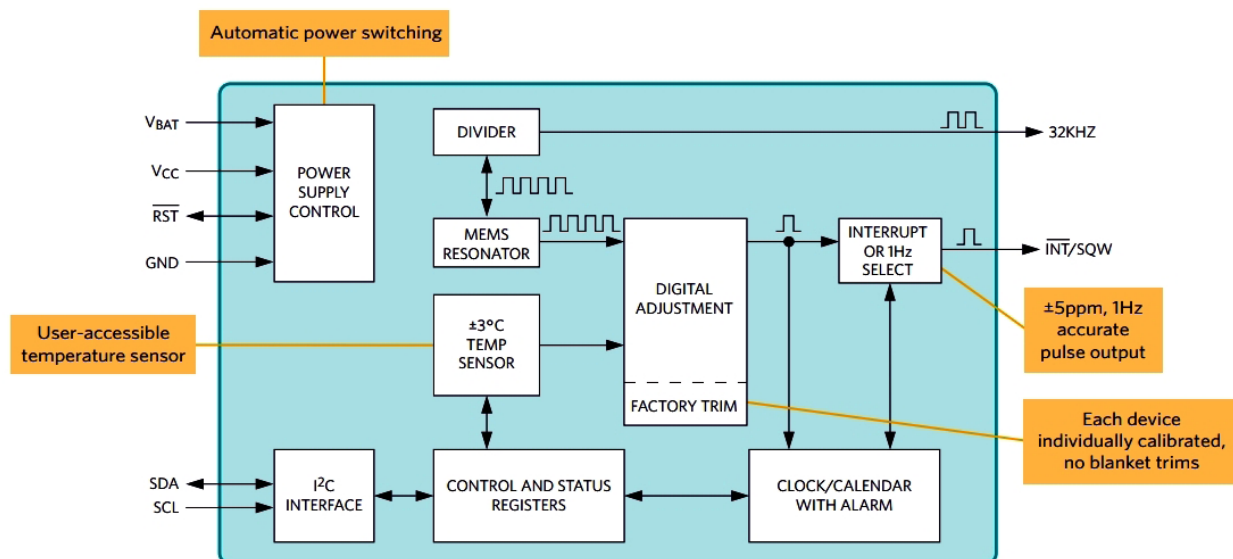 Automatic power switching
VBAT
VCC
RST
GND
POWER
SUPPLY
CONTROL
DIVIDER
32KHZ
MEMS
RESONATOR
DIGITAL
ADJUSTMENT
FACTORY TRIM
INTERRUPT
OR 1Hz
SELECT
INT/SQW
±5ppm, 1Hz
accurate
pulse output
User-accessible
temperature sensor
±3°C
TEMP
SENSOR
Each device
individually calibrated,
no blanket trims
SDA
SCL
I²C
INTERFACE
CONTROL AND STATUS
REGISTERS
CLOCK/CALENDAR
WITH ALARM